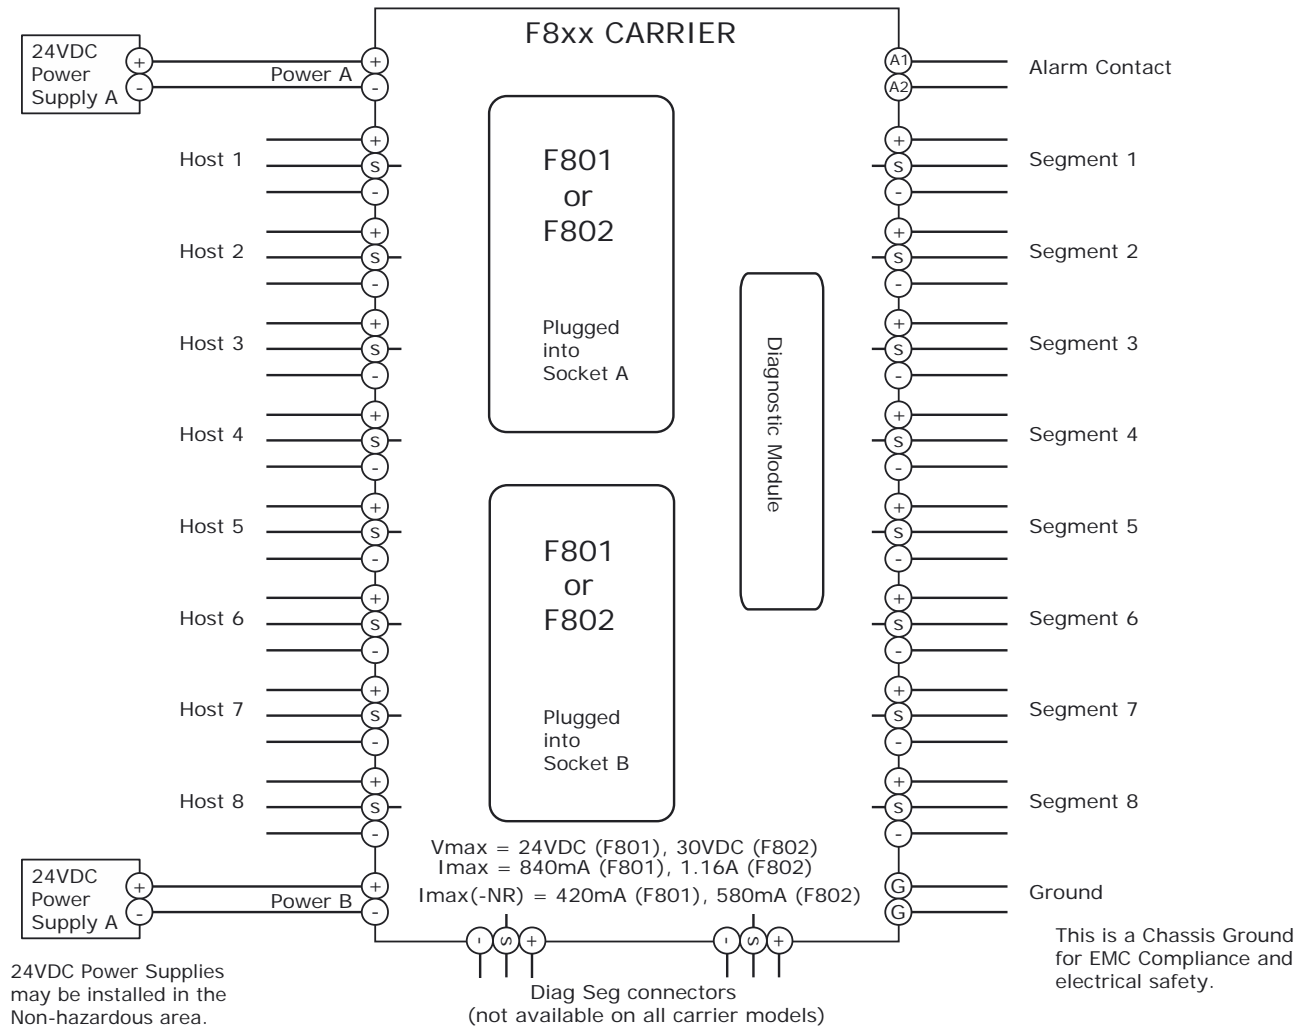 F8xx CARRIER
24VDC
Power
Supply A
+
-
Power A
+
-
A1
A2
Alarm Contact
Host 1
+
S
-
Host 2
+
S
-
Host 3
+
S
-
Host 4
+
S
-
Host 5
+
S
-
Host 6
+
S
-
Host 7
+
S
-
Host 8
+
S
-
F801
or
F802
Plugged
into
Socket A
F801
or
F802
Plugged
into
Socket B
Diagnostic Module
+
S
-
Segment 1
+
S
-
Segment 2
+
S
-
Segment 3
+
S
-
Segment 4
+
S
-
Segment 5
+
S
-
Segment 6
+
S
-
Segment 7
+
S
-
Segment 8
Vmax = 24VDC (F801), 30VDC (F802)
Imax = 840mA (F801), 1.16A (F802)
Imax(-NR) = 420mA (F801), 580mA (F802)
24VDC
Power
Supply A
+
-
Power B
+
-
G
G
Ground
This is a Chassis Ground
for EMC Compliance and
electrical safety.
- S +
- S +
Diag Seg connectors
(not available on all carrier models)
24VDC Power Supplies
may be installed in the
Non-hazardous area.